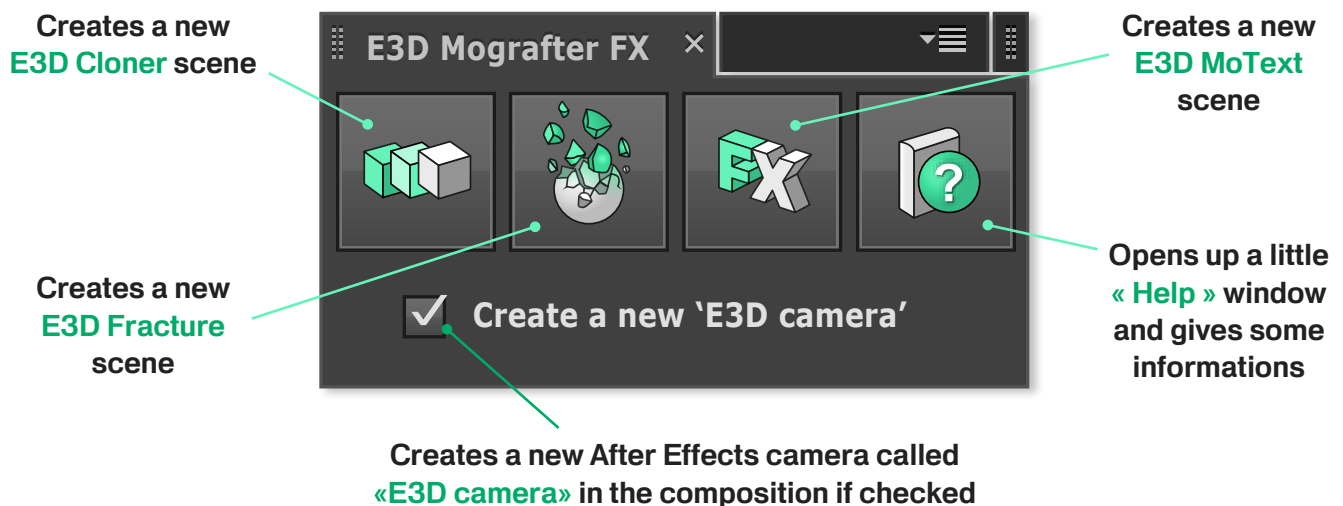 Creates a new
E3D Cloner scene
E3D Mografter FX ×
Creates a new
E3D MoText
scene
FX
?
Creates a new
E3D Fracture
scene
Opens up a little
« Help » window
and gives some
informations
Create a new ‘E3D camera’
Creates a new After Effects camera called
«E3D camera» in the composition if checked